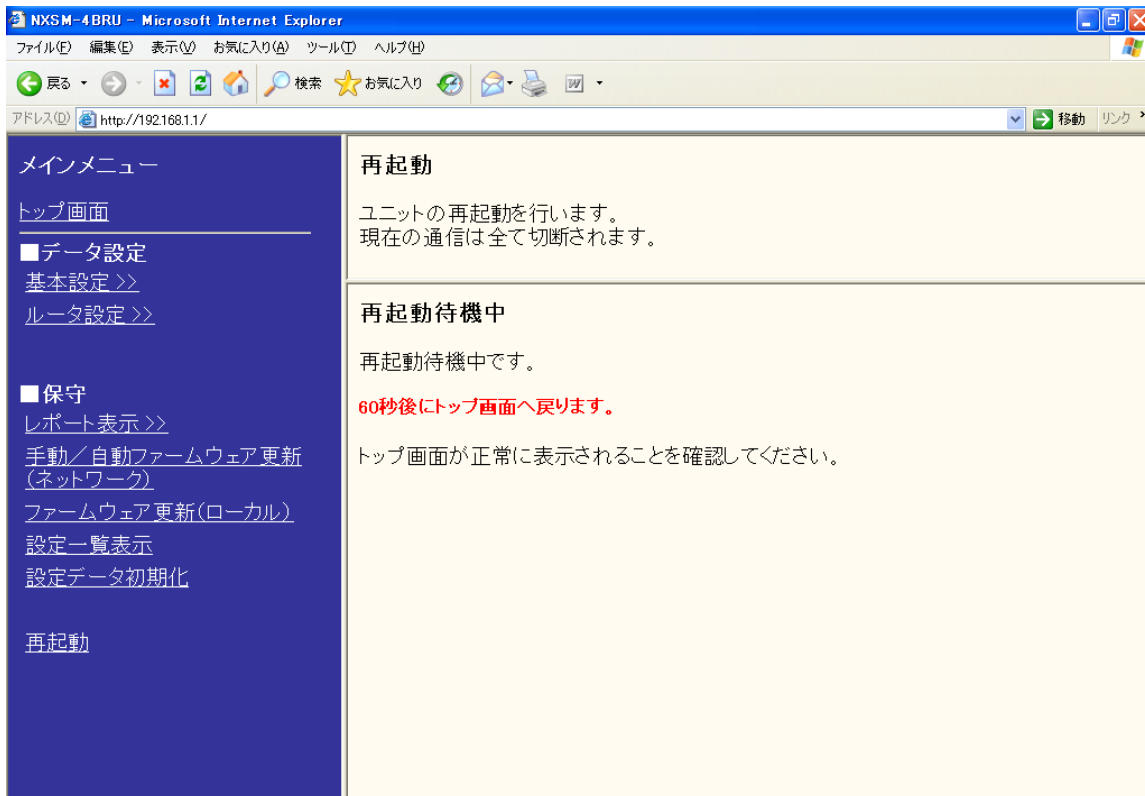 NXSM-4BRU - Microsoft Internet Explorer
ファイル(F) 編集(E) 表示(V) お気に入り(A) ツール(T) ヘルプ(H)
戻る 検索 お気に入り
アドレス(D) http://192.168.1.1/ 移動 リンク »
メインメニュー
トップ画面
■データ設定
基本設定 >>
ルータ設定 >>
■保守
レポート表示 >>
手動／自動ファームウェア更新
(ネットワーク)
ファームウェア更新(ローカル)
設定一覧表示
設定データ初期化
再起動
再起動
ユニットの再起動を行います。
現在の通信は全て切断されます。
再起動待機中
再起動待機中です。
60秒後にトップ画面へ戻ります。
トップ画面が正常に表示されることを確認してください。